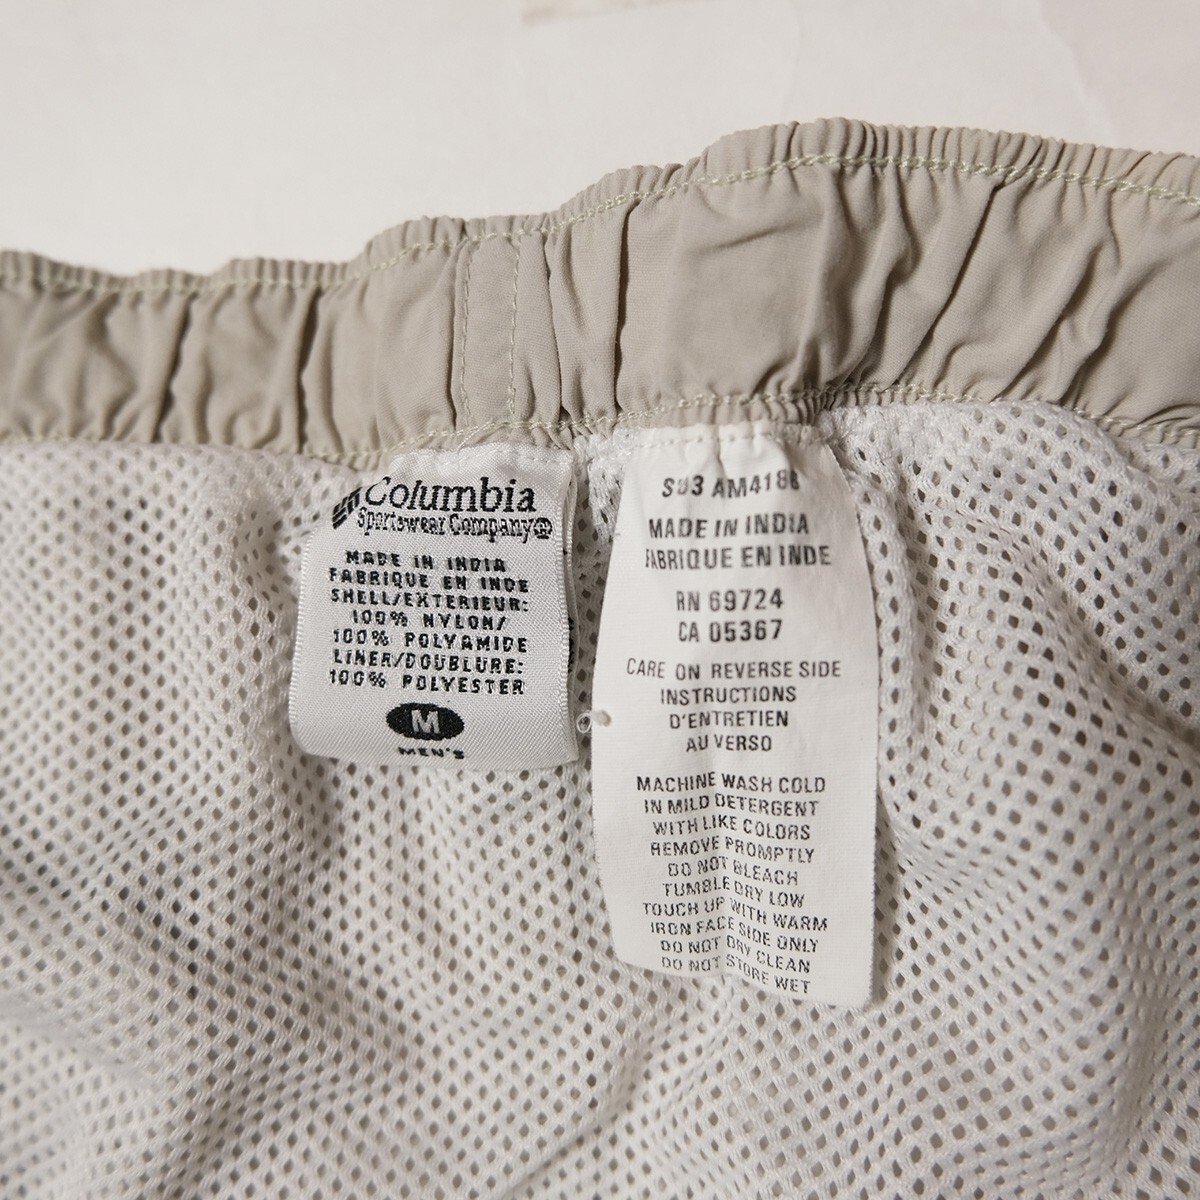 Columbia
Sportswear Company®
MADE IN INDIA
FABRIQUE EN INDE
SHELL/EXTERIEUR:
100% NYLON/
100% POLYAMIDE
LINER/DOUBLURE:
100% POLYESTER
M
MEN'S
SU3 AM4188
MADE IN INDIA
FABRIQUE EN INDE
RN 69724
CA 05367
CARE ON REVERSE SIDE
INSTRUCTIONS
D'ENTRETIEN
AU VERSO
MACHINE WASH COLD
IN MILD DETERGENT
WITH LIKE COLORS
REMOVE PROMPTLY
DO NOT BLEACH
TUMBLE DRY LOW
TOUCH UP WITH WARM
IRON FACE SIDE ONLY
DO NOT DRY CLEAN
DO NOT STORE WET